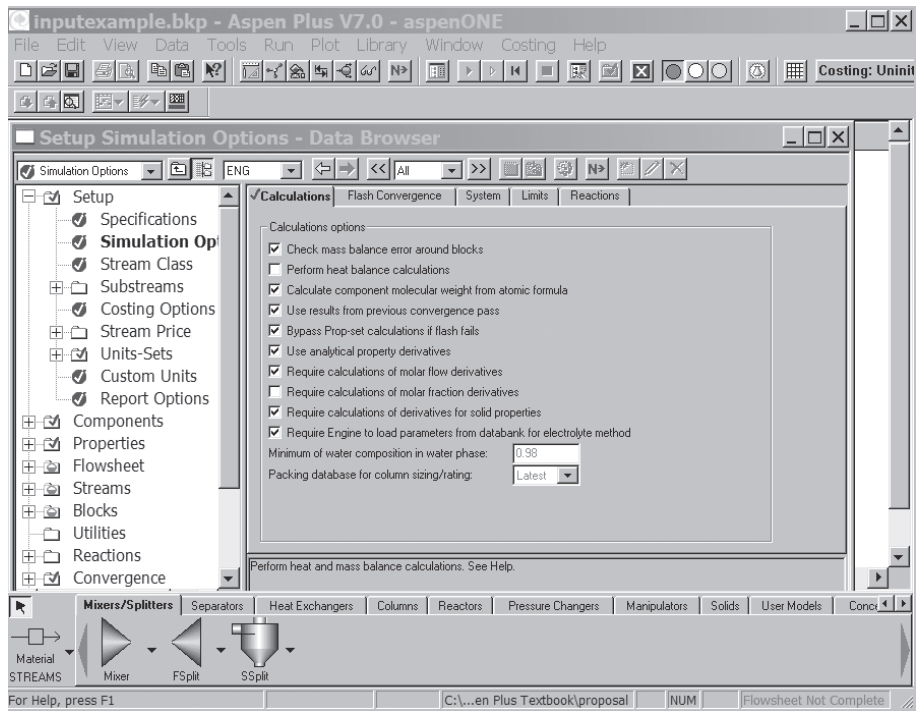 inputexample.bkp - Aspen Plus V7.0 - aspenONE
File Edit View Data Tools Run Plot Library Window Costing Help
N> Costing: Uninit
Setup Simulation Options - Data Browser
Simulation Options ENG << All >> N>
Setup
Specifications
Simulation Op
Stream Class
Substreams
Costing Options
Stream Price
Units-Sets
Custom Units
Report Options
Components
Properties
Flowsheet
Streams
Blocks
Utilities
Reactions
Convergence
Calculations Flash Convergence System Limits Reactions
Calculations options
Check mass balance error around blocks
Perform heat balance calculations
Calculate component molecular weight from atomic formula
Use results from previous convergence pass
Bypass Prop-set calculations if flash fails
Use analytical property derivatives
Require calculations of molar flow derivatives
Require calculations of molar fraction derivatives
Require calculations of derivatives for solid properties
Require Engine to load parameters from databank for electrolyte method
Minimum of water composition in water phase: 0.98
Packing database for column sizing/rating: Latest
Perform heat and mass balance calculations. See Help.
Mixers/Splitters Separators Heat Exchangers Columns Reactors Pressure Changers Manipulators Solids User Models Conce
Material
STREAMS Mixer FSplit SSplit
For Help, press F1 C:\...en Plus Textbook\proposal NUM Flowsheet Not Complete